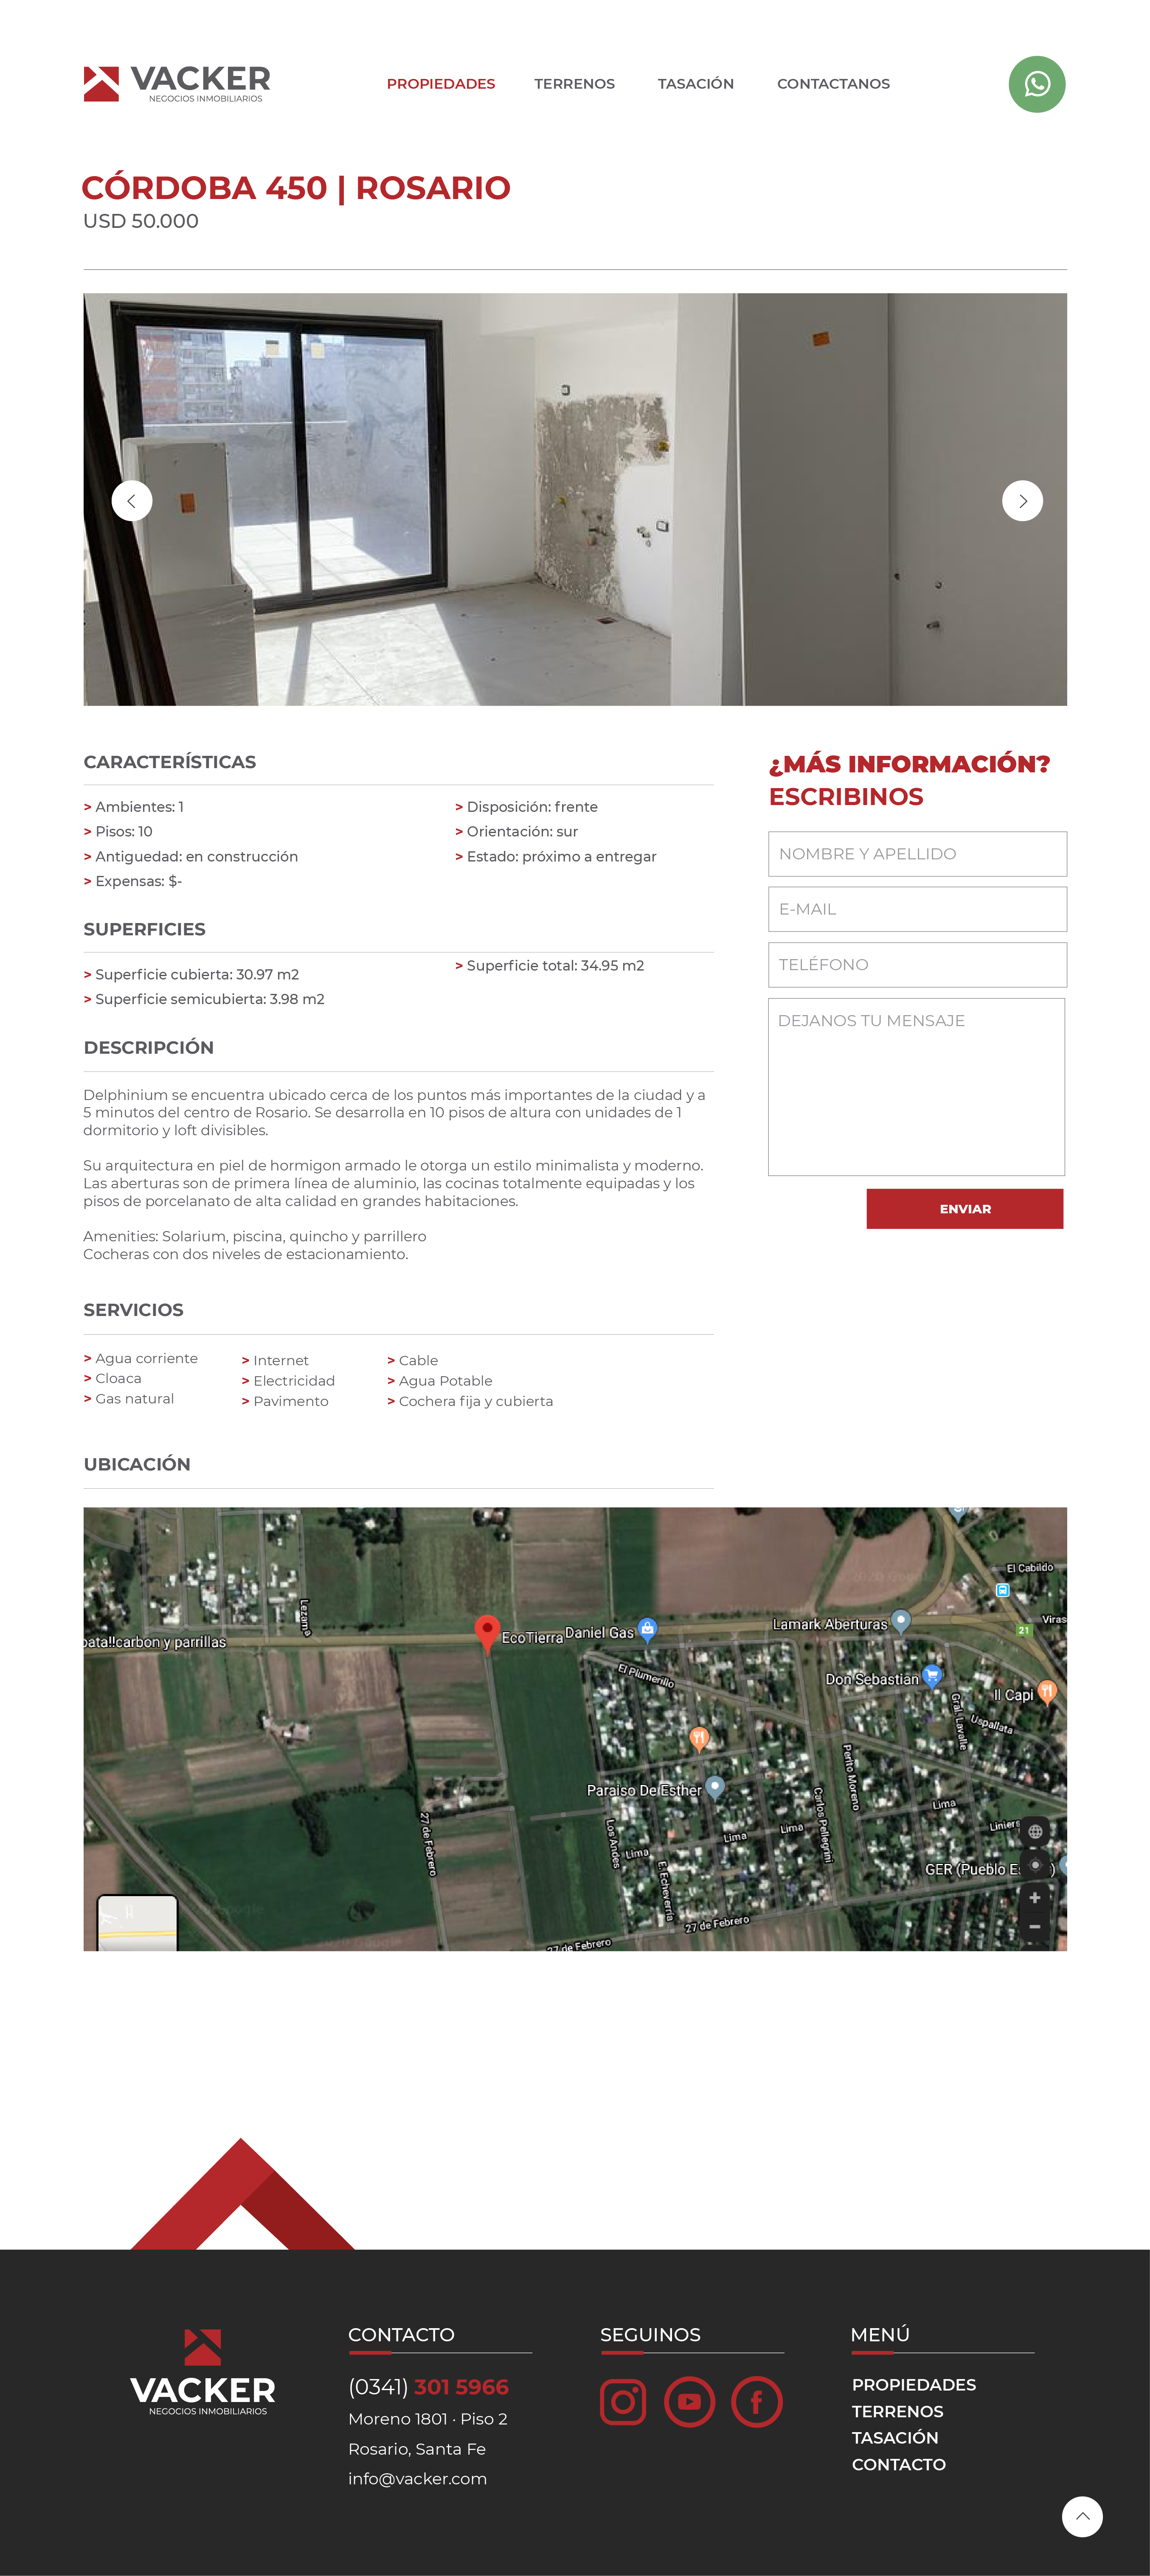 VACKER
NEGOCIOS INMOBILIARIOS
PROPIEDADES
TERRENOS
TASACIÓN
CONTACTANOS
CÓRDOBA 450 | ROSARIO
USD 50.000
CARACTERÍSTICAS
> Ambientes: 1
> Pisos: 10
> Antiguedad: en construcción
> Expensas: $-
> Disposición: frente
> Orientación: sur
> Estado: próximo a entregar
SUPERFICIES
> Superficie cubierta: 30.97 m2
> Superficie semicubierta: 3.98 m2
> Superficie total: 34.95 m2
DESCRIPCIÓN
Delphinium se encuentra ubicado cerca de los puntos más importantes de la ciudad y a
5 minutos del centro de Rosario. Se desarrolla en 10 pisos de altura con unidades de 1
dormitorio y loft divisibles.
Su arquitectura en piel de hormigon armado le otorga un estilo minimalista y moderno.
Las aberturas son de primera línea de aluminio, las cocinas totalmente equipadas y los
pisos de porcelanato de alta calidad en grandes habitaciones.
Amenities: Solarium, piscina, quincho y parrillero
Cocheras con dos niveles de estacionamiento.
SERVICIOS
> Agua corriente
> Cloaca
> Gas natural
> Internet
> Electricidad
> Pavimento
> Cable
> Agua Potable
> Cochera fija y cubierta
¿MÁS INFORMACIÓN?
ESCRIBINOS
NOMBRE Y APELLIDO
E-MAIL
TELÉFONO
DEJANOS TU MENSAJE
ENVIAR
UBICACIÓN
El Cabildo
Lezama
Viras
21
Lamark Aberturas
Daniel Gas
EcoTierra
pata!!carbon y parrillas
El Plumerillo
Don Sebastian
Il Capi
Gral. Lavalle
Uspallata
Perito Moreno
Paraiso De Esther
Carlos Pellegrini
Lima
Lima
Lima
Lima
Liniers
27 de Febrero
Los Andes
E. Echeverría
GER (Pueblo Es
27 de Febrero
27 de Febrero
VACKER
NEGOCIOS INMOBILIARIOS
CONTACTO
(0341) 301 5966
Moreno 1801 · Piso 2
Rosario, Santa Fe
info@vacker.com
SEGUINOS
MENÚ
PROPIEDADES
TERRENOS
TASACIÓN
CONTACTO